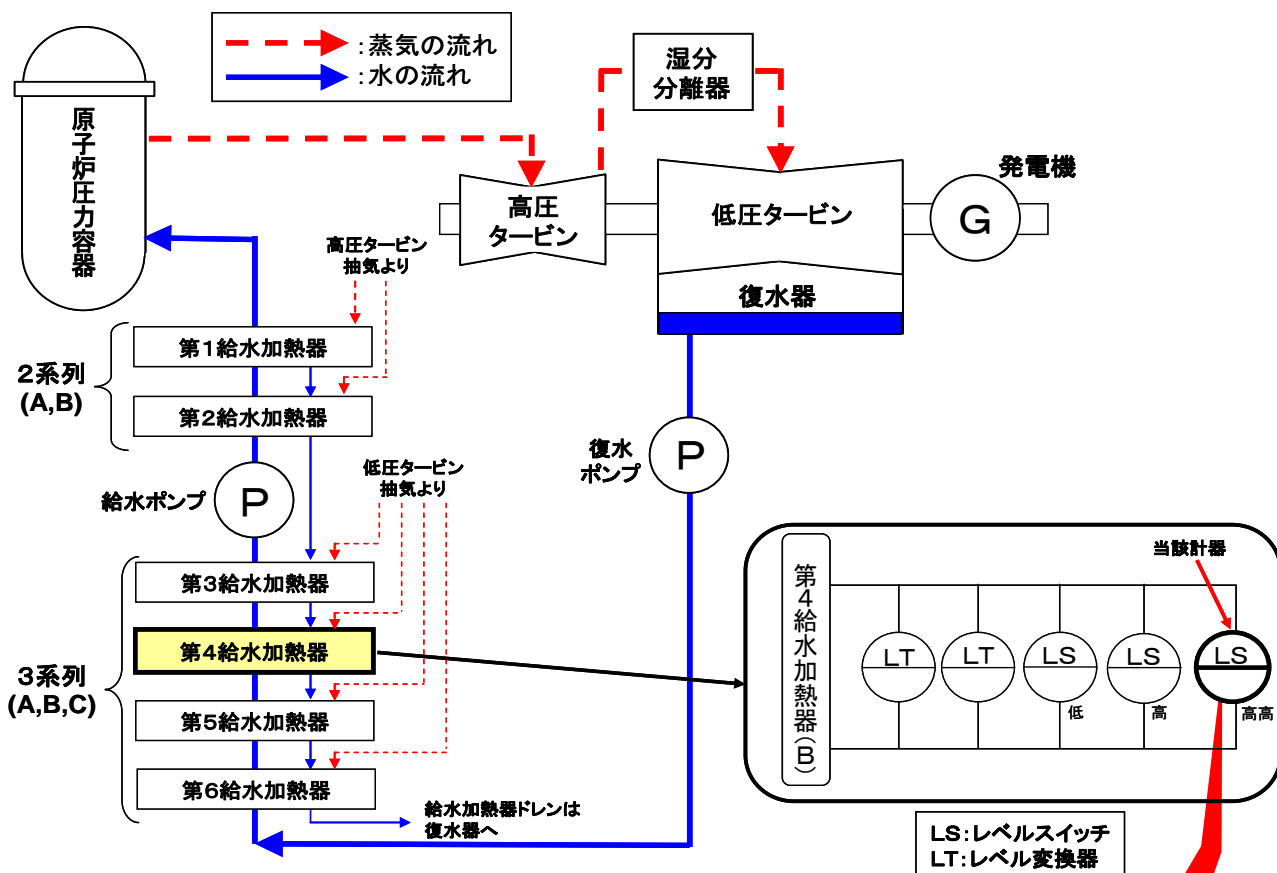 :蒸気の流れ
:水の流れ
湿分
分離器
原子炉圧力容器
高圧
タービン
低圧タービン
発電機
G
復水器
高圧タービン
抽気より
第1給水加熱器
2系列
(A,B)
第2給水加熱器
給水ポンプ
P
復水
ポンプ
P
低圧タービン
抽気より
第3給水加熱器
第4給水加熱器
3系列
(A,B,C)
第5給水加熱器
第6給水加熱器
給水加熱器ドレンは
復水器へ
第4給水加熱器(B)
当該計器
LT
LT
LS
低
LS
高
LS
高高
LS:レベルスイッチ
LT:レベル変換器